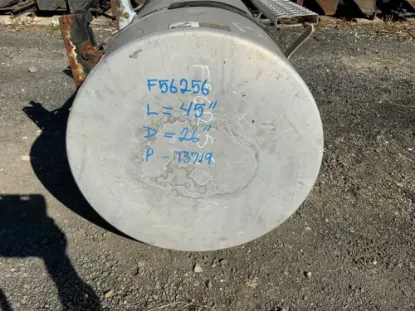 F56256
L = 45"
D = 26"
P - 13719